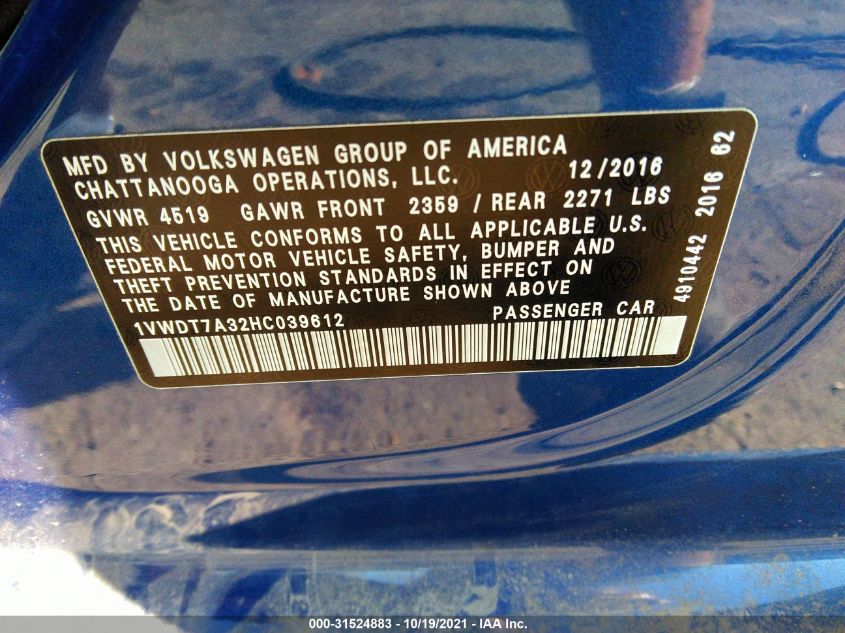 MFD BY VOLKSWAGEN GROUP OF AMERICA
CHATTANOOGA OPERATIONS, LLC. 12/2016
GVWR 4519 GAWR FRONT 2359 / REAR 2271 LBS
THIS VEHICLE CONFORMS TO ALL APPLICABLE U.S.
FEDERAL MOTOR VEHICLE SAFETY, BUMPER AND
THEFT PREVENTION STANDARDS IN EFFECT ON
THE DATE OF MANUFACTURE SHOWN ABOVE
1VWDT7A32HC039612 PASSENGER CAR
4910442 2016 62
000-31524883 - 10/19/2021 - IAA Inc.